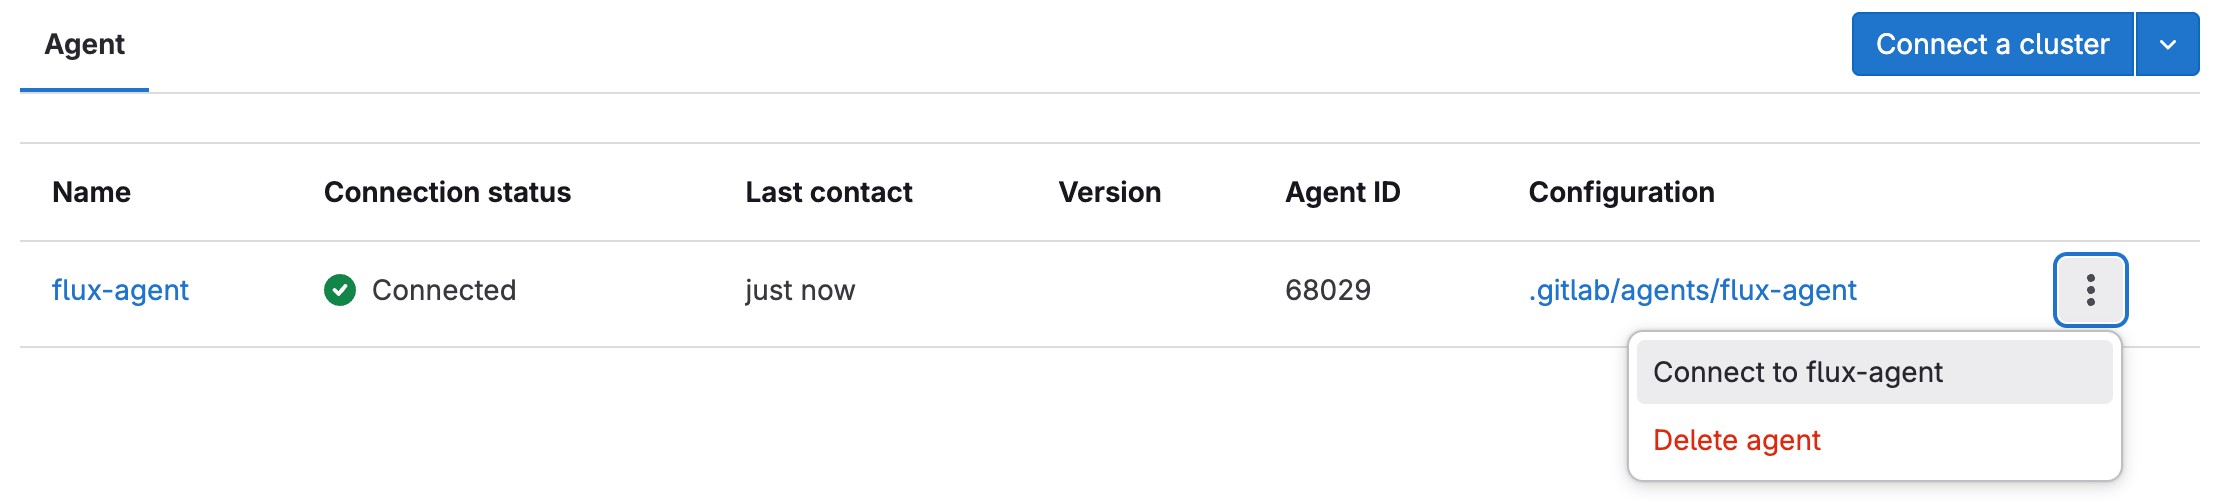 Agent
Connect a cluster
Name Connection status Last contact Version Agent ID Configuration
flux-agent Connected just now 68029 .gitlab/agents/flux-agent
Connect to flux-agent
Delete agent